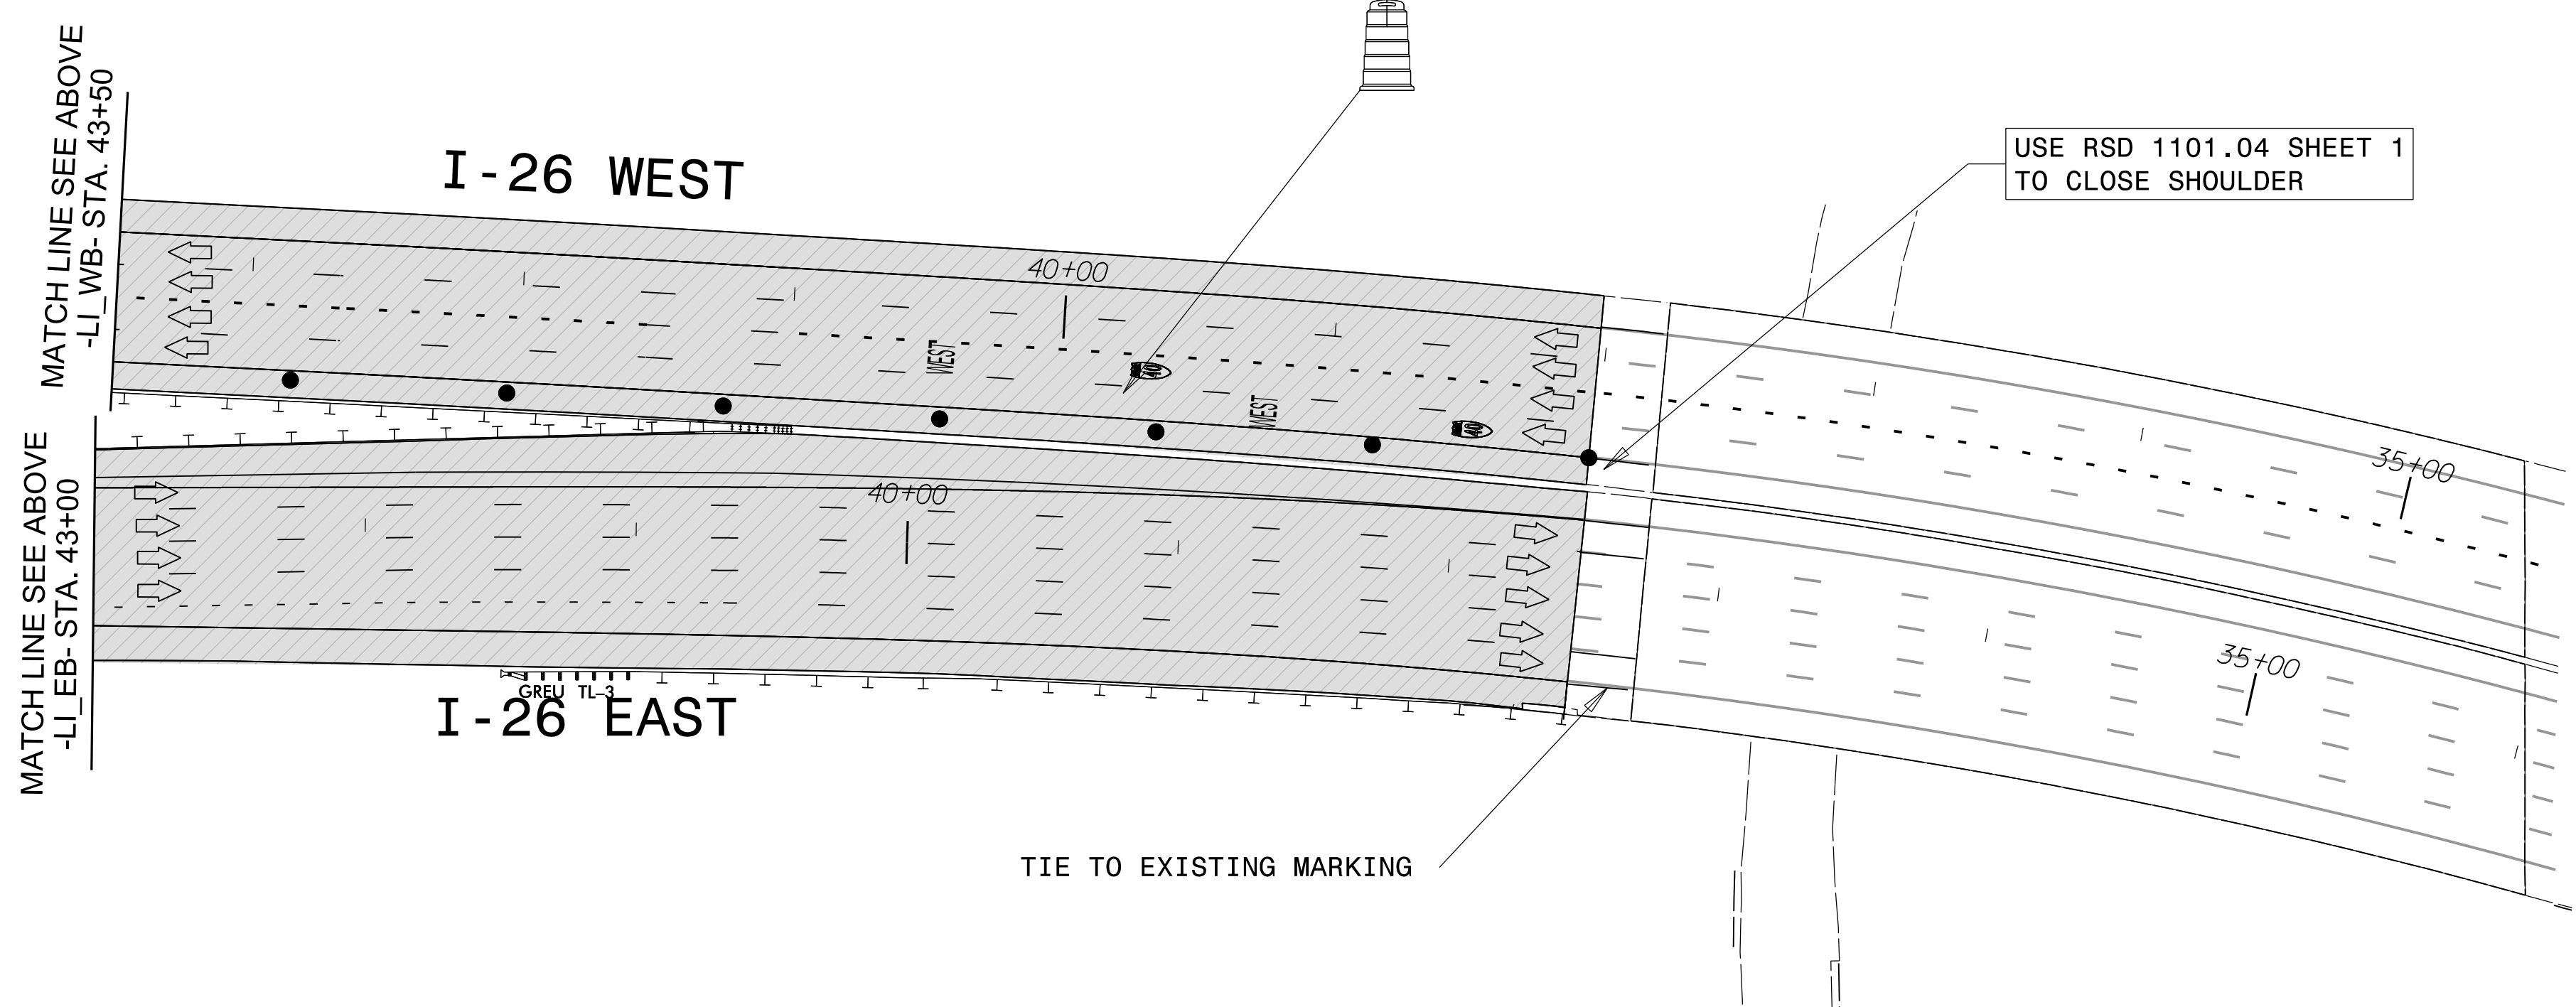 MATCH LINE SEE ABOVE
-LI_WB- STA. 43+50
I-26 WEST
USE RSD 1101.04 SHEET 1
TO CLOSE SHOULDER
40+00
WEST
40
WEST
40
35+00
MATCH LINE SEE ABOVE
-LI_EB- STA. 43+00
40+00
35+00
GREU TL-3
I-26 EAST
TIE TO EXISTING MARKING